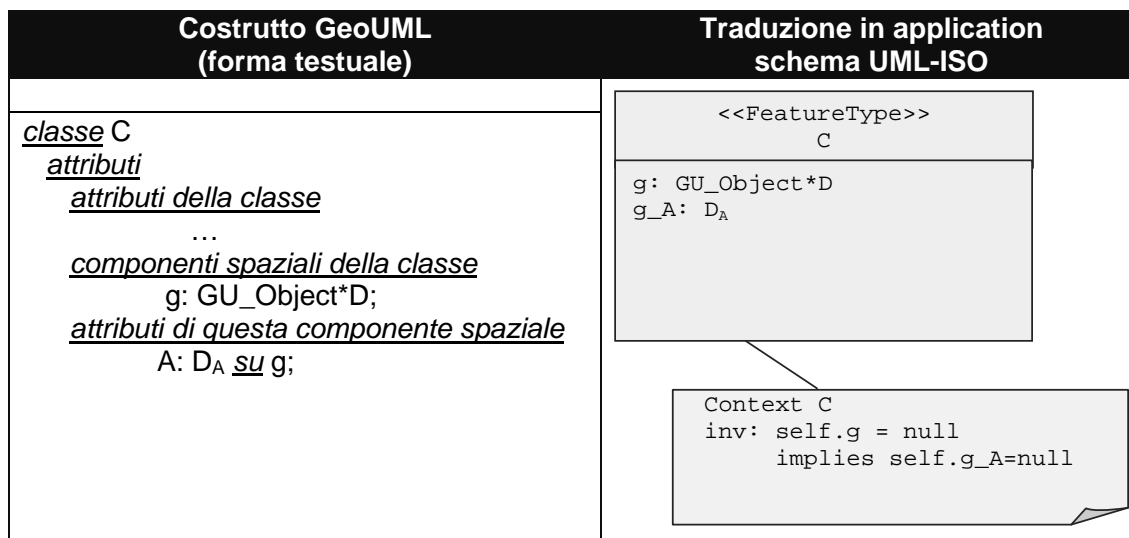 Costrutto GeoUML
(forma testuale)
Traduzione in application
schema UML-ISO
classe C
attributi
attributi della classe
…
componenti spaziali della classe
g: GU_Object*D;
attributi di questa componente spaziale
A: DA su g;
<<FeatureType>>
C
g: GU_Object*D
g_A: DA
Context C
inv: self.g = null
implies self.g_A=null